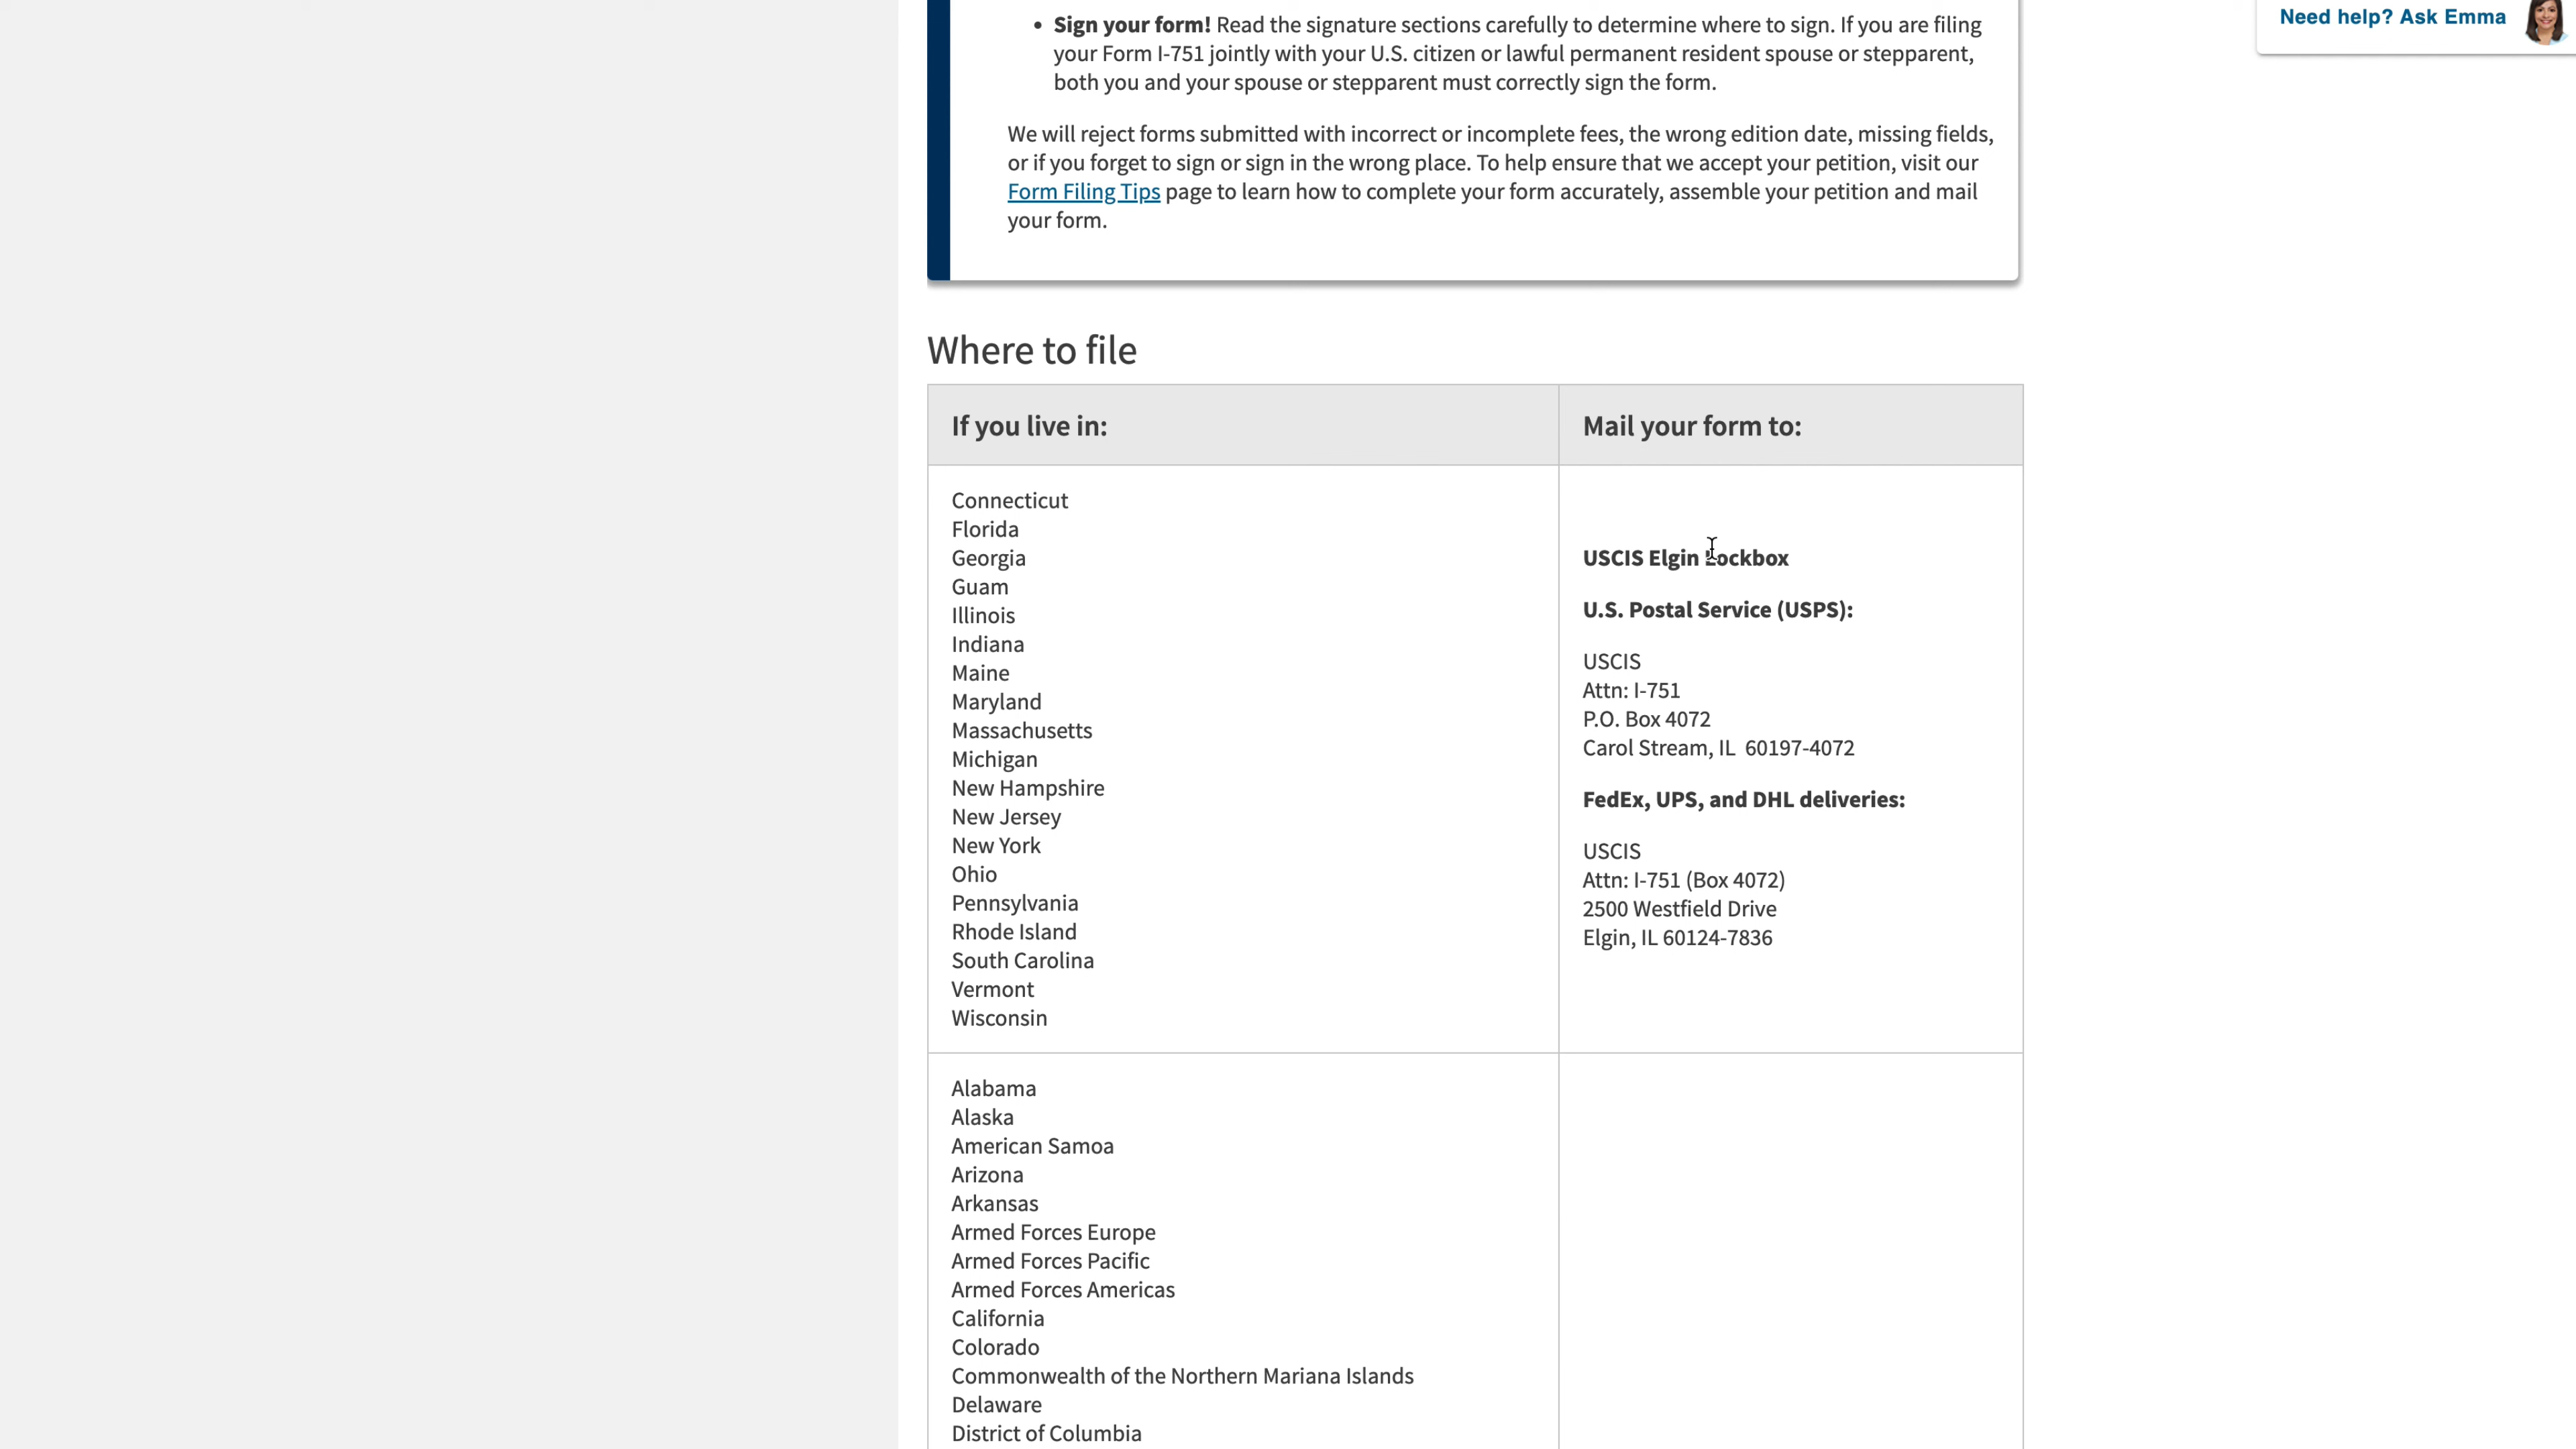 Need help? Ask Emma
• Sign your form! Read the signature sections carefully to determine where to sign. If you are filing
your Form I-751 jointly with your U.S. citizen or lawful permanent resident spouse or stepparent,
both you and your spouse or stepparent must correctly sign the form.
We will reject forms submitted with incorrect or incomplete fees, the wrong edition date, missing fields,
or if you forget to sign or sign in the wrong place. To help ensure that we accept your petition, visit our
Form Filing Tips page to learn how to complete your form accurately, assemble your petition and mail
your form.
Where to file
If you live in:
Mail your form to:
Connecticut
Florida
Georgia
Guam
Illinois
Indiana
Maine
Maryland
Massachusetts
Michigan
New Hampshire
New Jersey
New York
Ohio
Pennsylvania
Rhode Island
South Carolina
Vermont
Wisconsin
USCIS Elgin Lockbox
U.S. Postal Service (USPS):
USCIS
Attn: I-751
P.O. Box 4072
Carol Stream, IL 60197-4072
FedEx, UPS, and DHL deliveries:
USCIS
Attn: I-751 (Box 4072)
2500 Westfield Drive
Elgin, IL 60124-7836
Alabama
Alaska
American Samoa
Arizona
Arkansas
Armed Forces Europe
Armed Forces Pacific
Armed Forces Americas
California
Colorado
Commonwealth of the Northern Mariana Islands
Delaware
District of Columbia